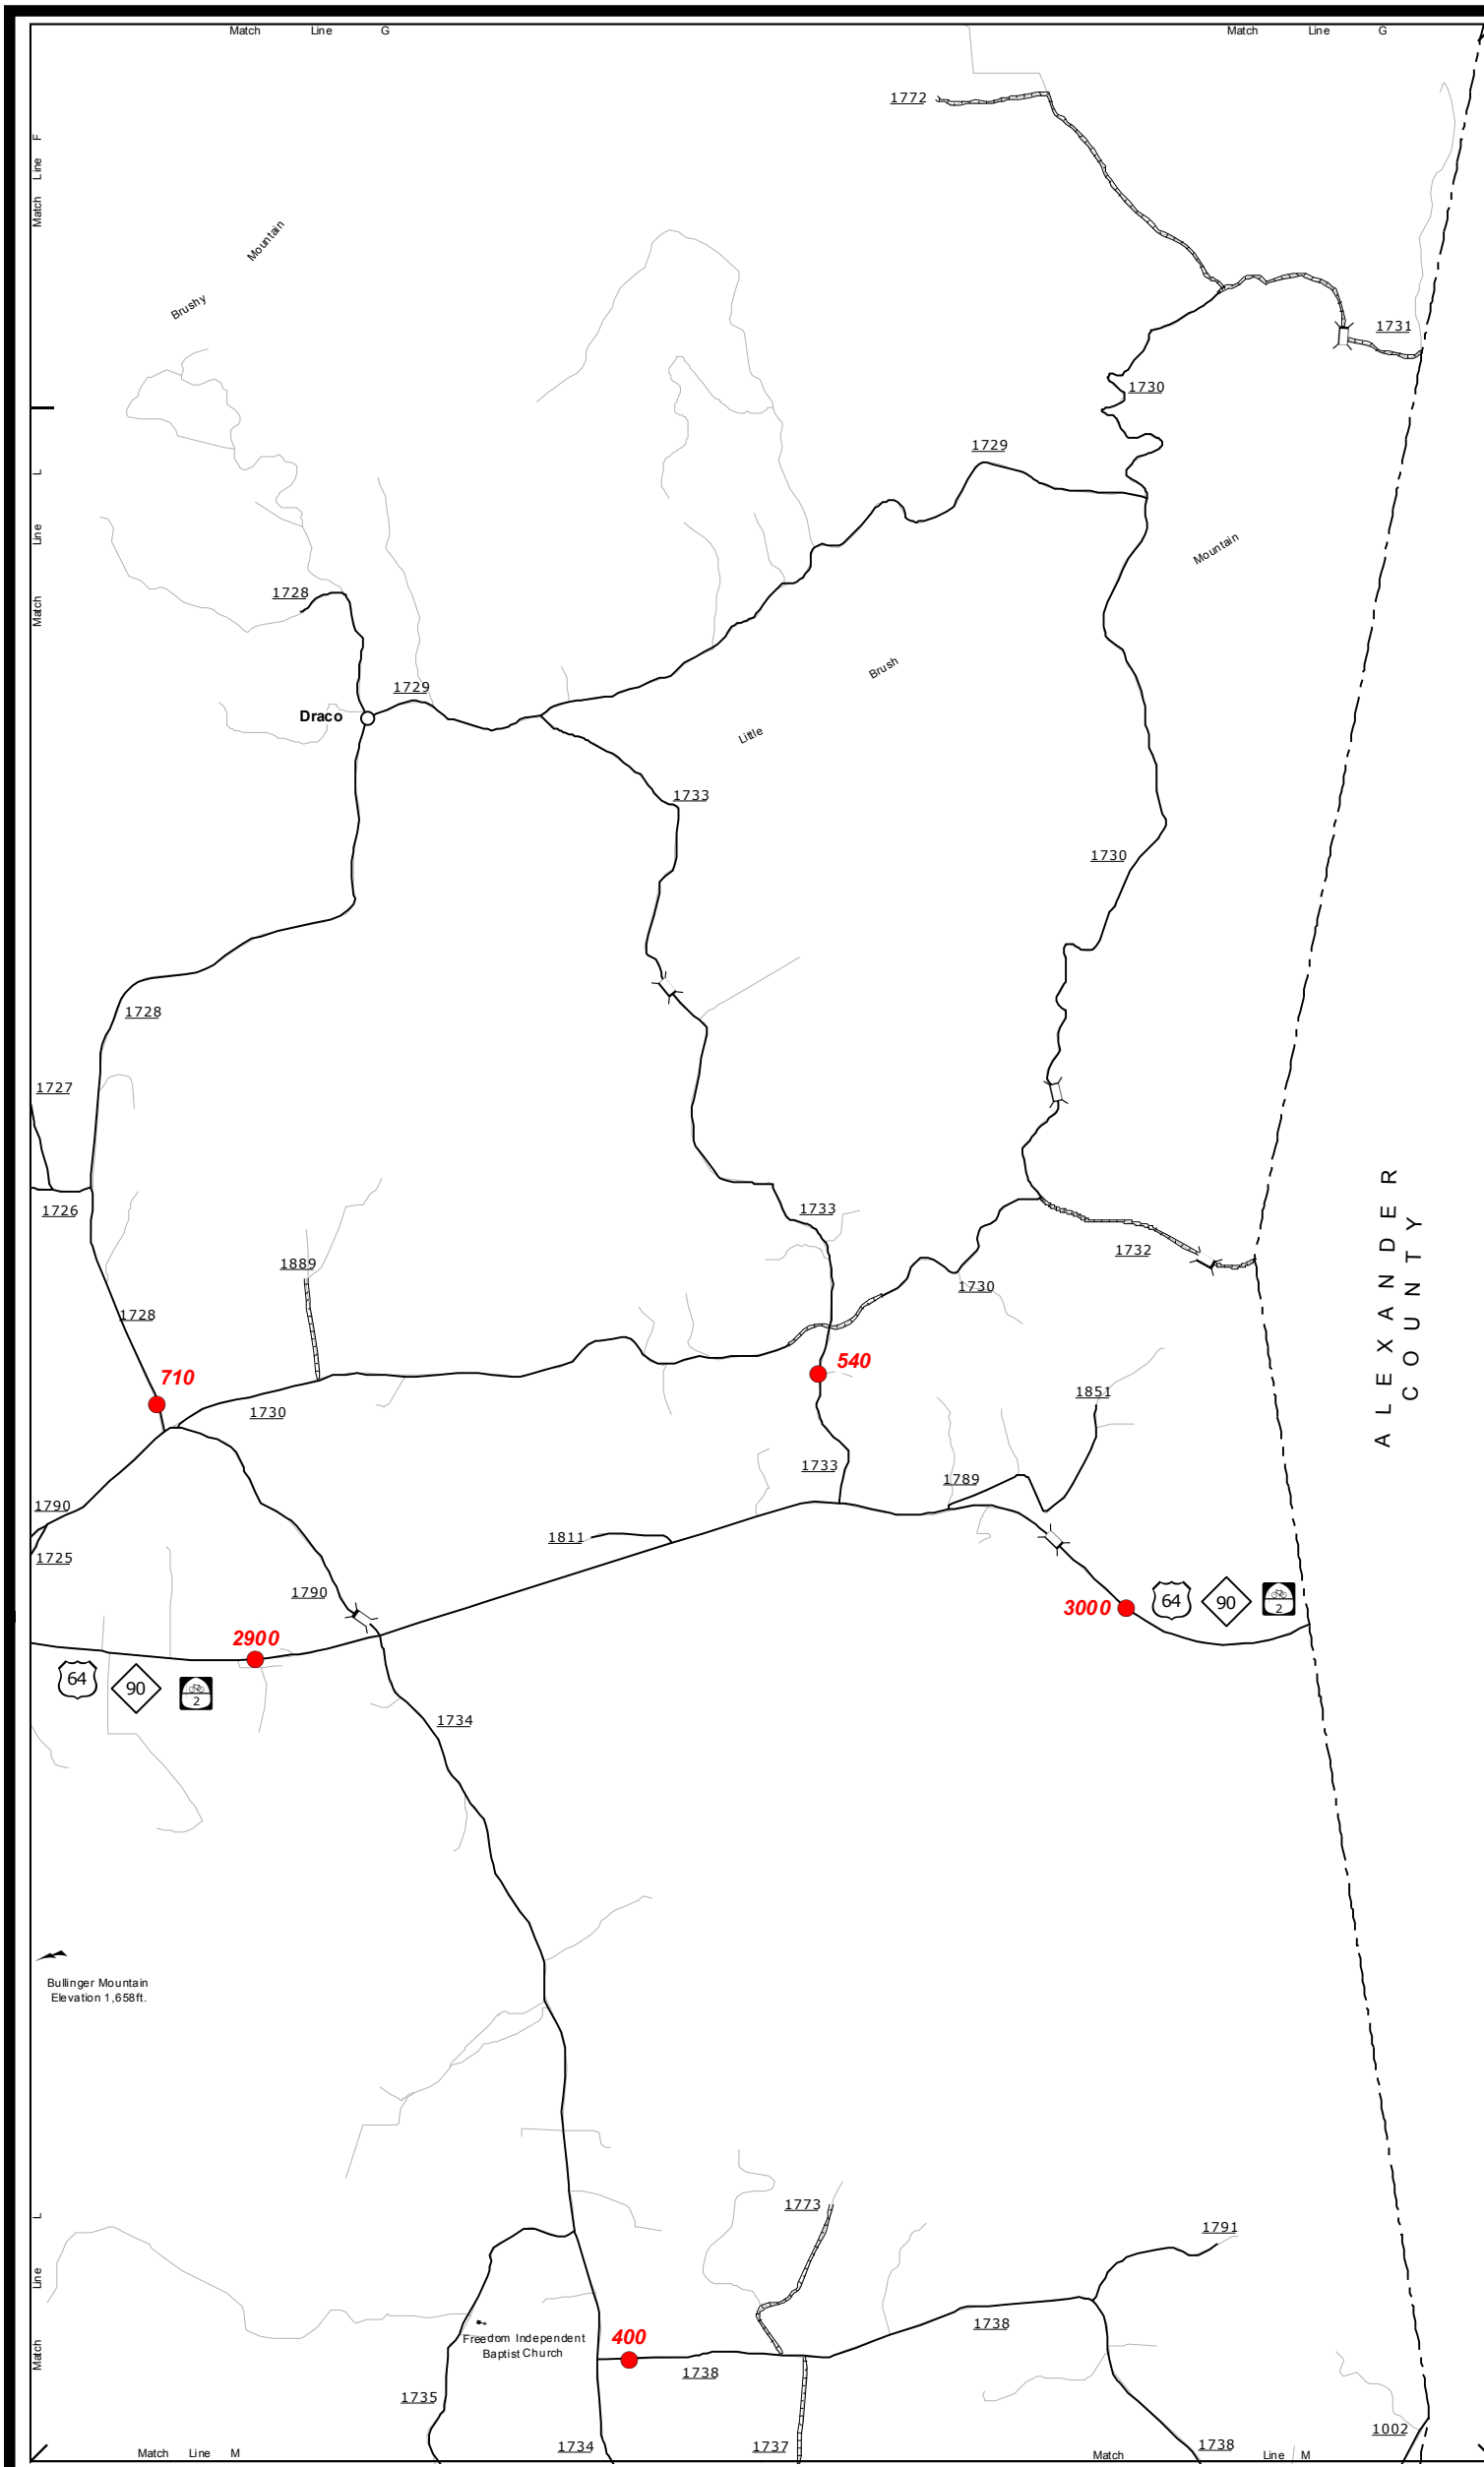 Match Line G
Match Line G
1772
Match Line F
Mountain
Brushy
1731
1730
1729
Match Line L
Mountain
1728
Brush
1729
Draco
Little
1733
1730
1728
1727
1726
1733
1732
1889
1730
1728
ALEXANDER
COUNTY
540
710
1851
1730
1733
1789
1790
1811
1725
1790
3000
64
90
2
2900
64
90
2
1734
Bullinger Mountain
Elevation 1,658ft.
1773
Match Line L
1791
1738
400
Freedom Independent
Baptist Church
1738
1735
1002
1734
1737
1738
Match Line M
Match Line M